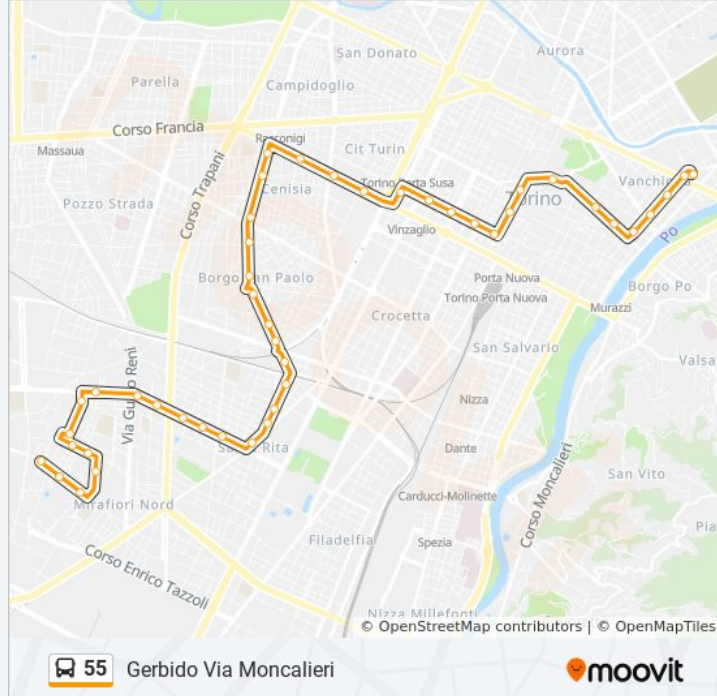 San Donato
Aurora
Parella
Campidoglio
Corso Francia
Racconigi
Cit Turin
Massaua
Corso Trapani
Cenisia
Torino Porta Susa
Vanchiglia
Pozzo Strada
Torino
Vinzaglio
Po
Borgo San Paolo
Porta Nuova
Borgo Po
Torino Porta Nuova
Murazzi
Crocetta
San Salvario
Valsa
Via Guido Reni
Nizza
Santa Rita
Dante
San Vito
Mirafiori Nord
Carducci-Molinette
Corso Moncalieri
Pia
Filadelfia
Spezia
Corso Enrico Tazzoli
Nizza Millefonti
© OpenStreetMap contributors | © OpenMapTiles
55 Gerbido Via Moncalieri
moovit